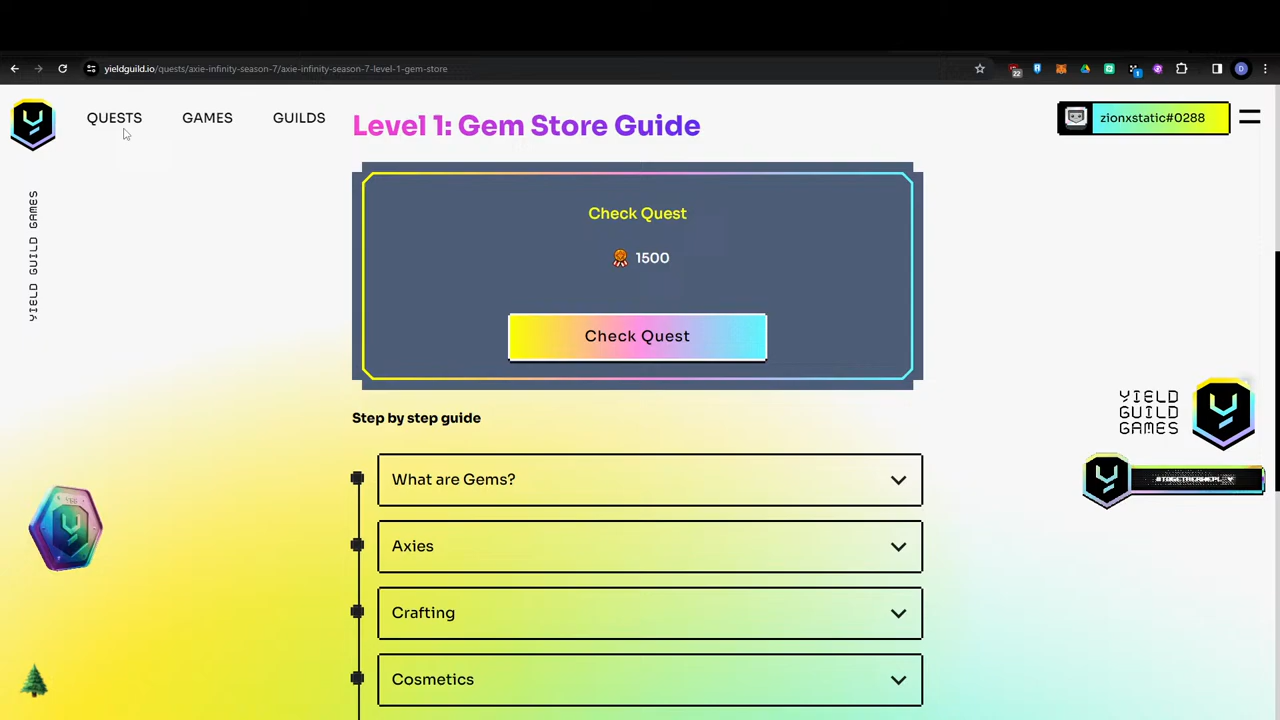 yieldguild.io/quests/axie-infinity-season-7/axie-infinity-season-7-level-1-gem-store
22
1
D
QUESTS
GAMES
GUILDS
Level 1: Gem Store Guide
zionxstatic#0288
YIELD GUILD GAMES
Check Quest
1500
Check Quest
Step by step guide
What are Gems?
Axies
Crafting
Cosmetics
YIELD
GUILD
GAMES